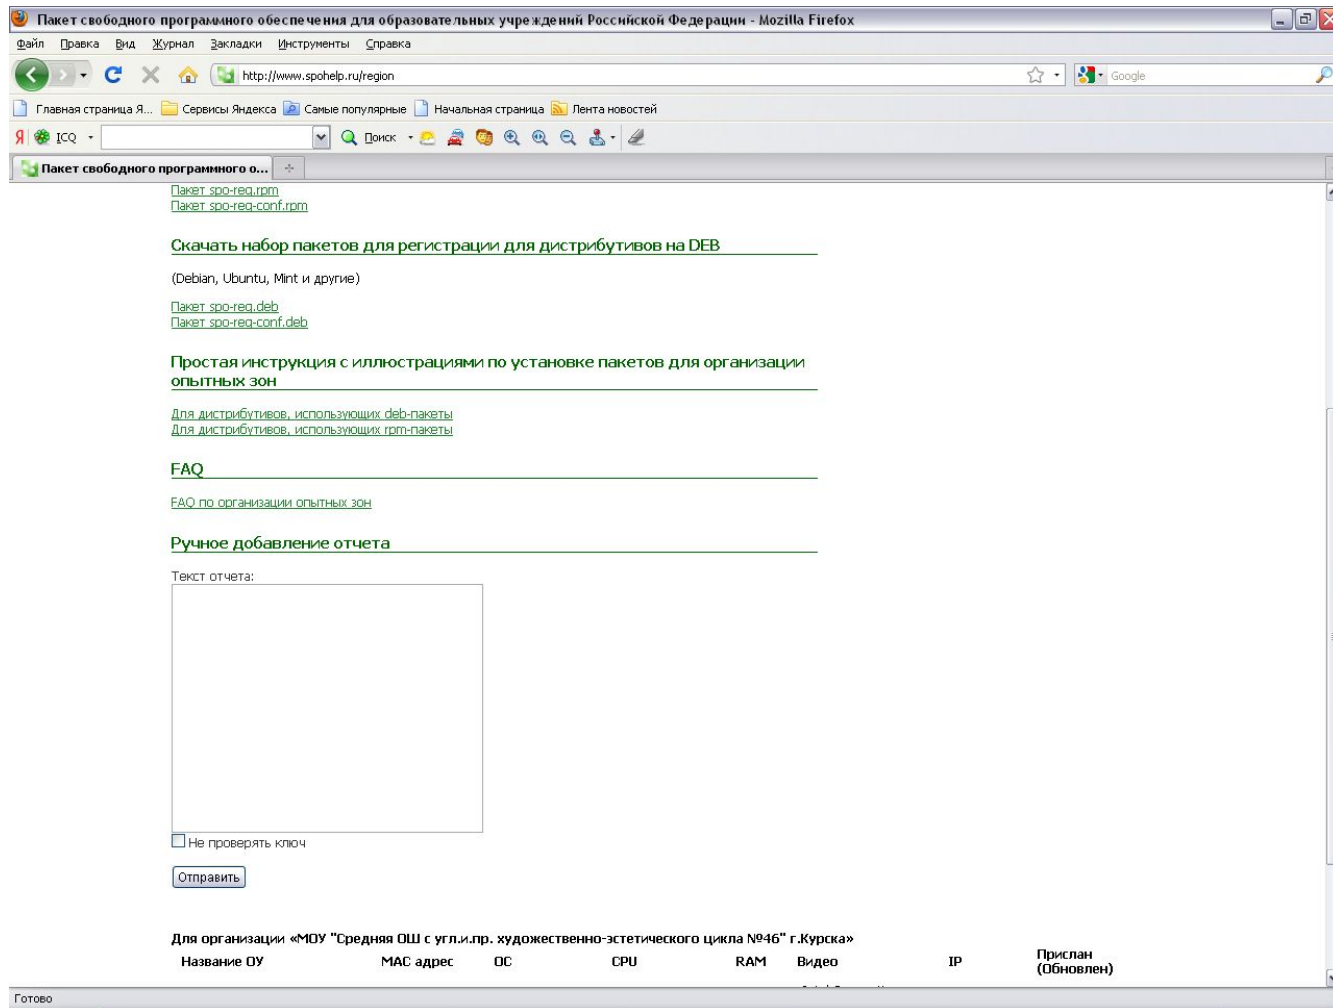 Пакет свободного программного обеспечения для образовательных учреждений Российской Федерации - Mozilla Firefox
Файл Правка Вид Журнал Закладки Инструменты Справка
http://www.spohelp.ru/region
Google
Главная страница Я... Сервисы Яндекса Самые популярные Начальная страница Лента новостей
Я ICQ Поиск
Пакет свободного программного о...
Пакет spo-reg.rpm
Пакет spo-reg-conf.rpm
Скачать набор пакетов для регистрации для дистрибутивов на DEB
(Debian, Ubuntu, Mint и другие)
Пакет spo-reg.deb
Пакет spo-reg-conf.deb
Простая инструкция с иллюстрациями по установке пакетов для организации
опытных зон
Для дистрибутивов, использующих deb-пакеты
Для дистрибутивов, использующих rpm-пакеты
FAQ
FAQ по организации опытных зон
Ручное добавление отчета
Текст отчета:
Не проверять ключ
Отправить
Для организации «МОУ "Средняя ОШ с угл.и.пр. художественно-эстетического цикла №46" г.Курска»
Название ОУ MAC адрес ОС CPU RAM Видео IP Прислан
(Обновлен)
Готово